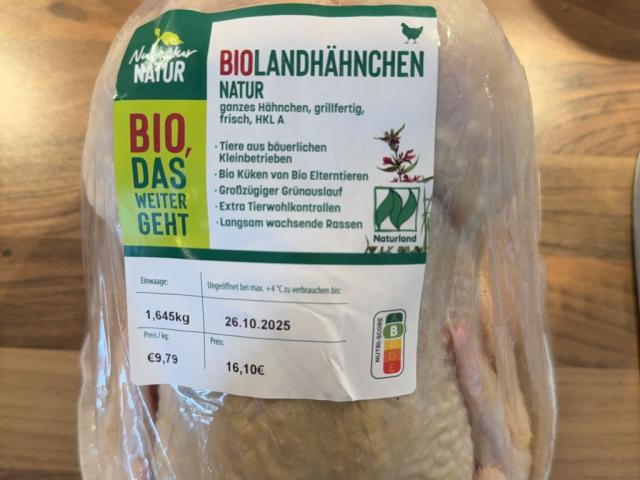 Nur Nur
NATUR
BIO,
DAS
WEITER
GEHT
BIOLANDHÄHNCHEN
NATUR
ganzes Hähnchen, grillfertig,
frisch, HKL A
· Tiere aus bäuerlichen
Kleinbetrieben
· Bio Küken von Bio Elterntieren
· Großzügiger Grünauslauf
· Extra Tierwohlkontrollen
· Langsam wachsende Rassen
Naturland
Einwaage:
Ungeöffnet bei max. +4 °C zu verbrauchen bis:
1,645kg
26.10.2025
Preis/kg:
Preis:
€9,79
16,10€
NUTRI-SCORE
A
B
C
D
E